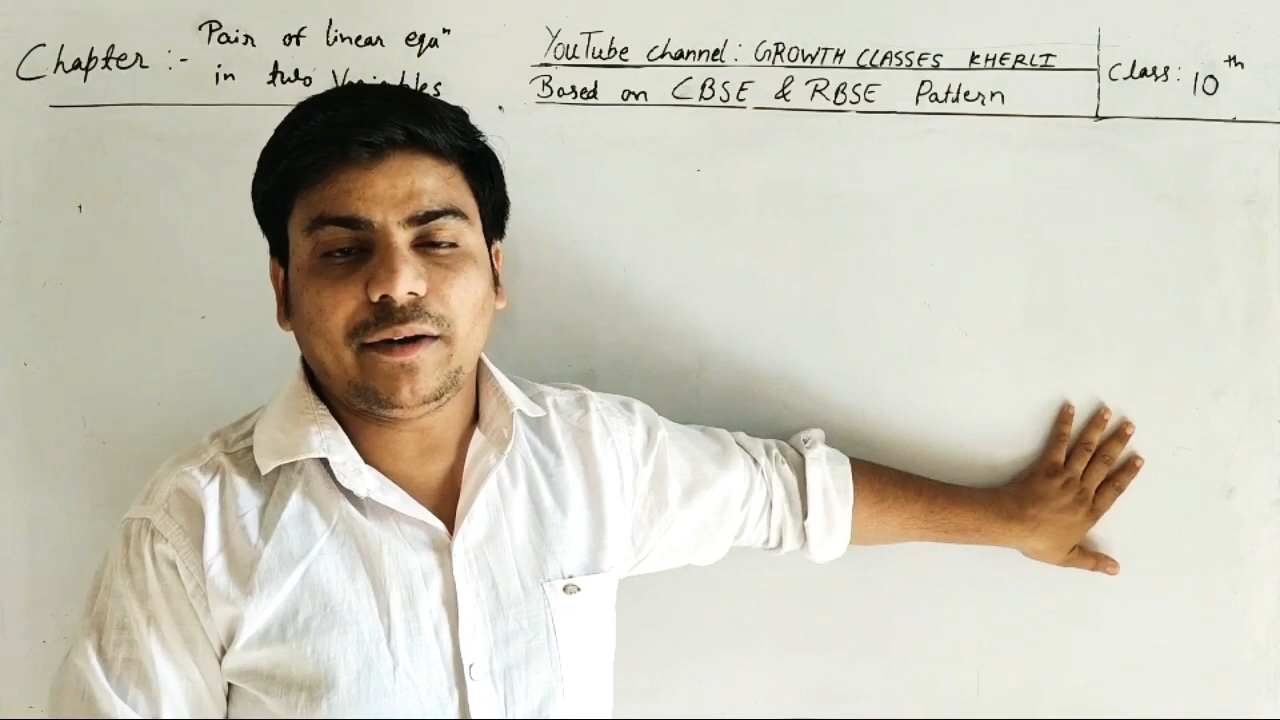 Chapter :- Pair of linear equⁿ
in two Variables
YouTube channel: GROWTH CLASSES KHERLI
Based on CBSE & RBSE Pattern
Class: 10th